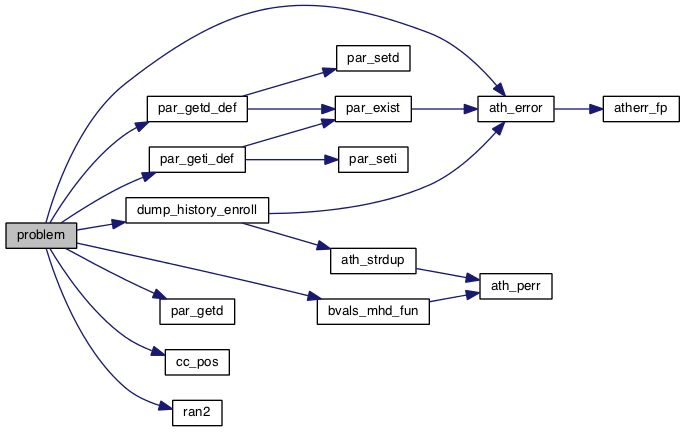 par_setd
par_getd_def
par_exist
ath_error
atherr_fp
par_geti_def
par_seti
dump_history_enroll
problem
ath_strdup
ath_perr
par_getd
bvals_mhd_fun
cc_pos
ran2